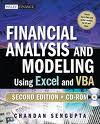 WILEY FINANCE
FINANCIAL
ANALYSIS AND
MODELING
Using Excel and VBA
SECOND EDITION + CD-ROM
CHANDAN SENGUPTA